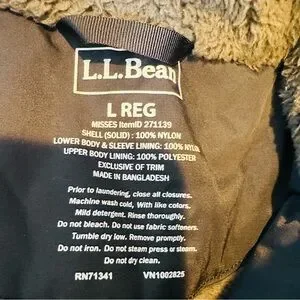 L.L.Bean
L REG
MISSES ItemID 271139
SHELL (SOLID) : 100% NYLON
LOWER BODY & SLEEVE LINING: 100% NYLON
UPPER BODY LINING: 100% POLYESTER
EXCLUSIVE OF TRIM
MADE IN BANGLADESH
Prior to laundering, close all closures.
Machine wash cold, With like colors.
Mild detergent. Rinse thoroughly.
Do not bleach. Do not use fabric softeners.
Tumble dry low. Remove promptly.
Do not iron. Do not steam press or steam.
Do not dry clean.
RN71341 VN1002825